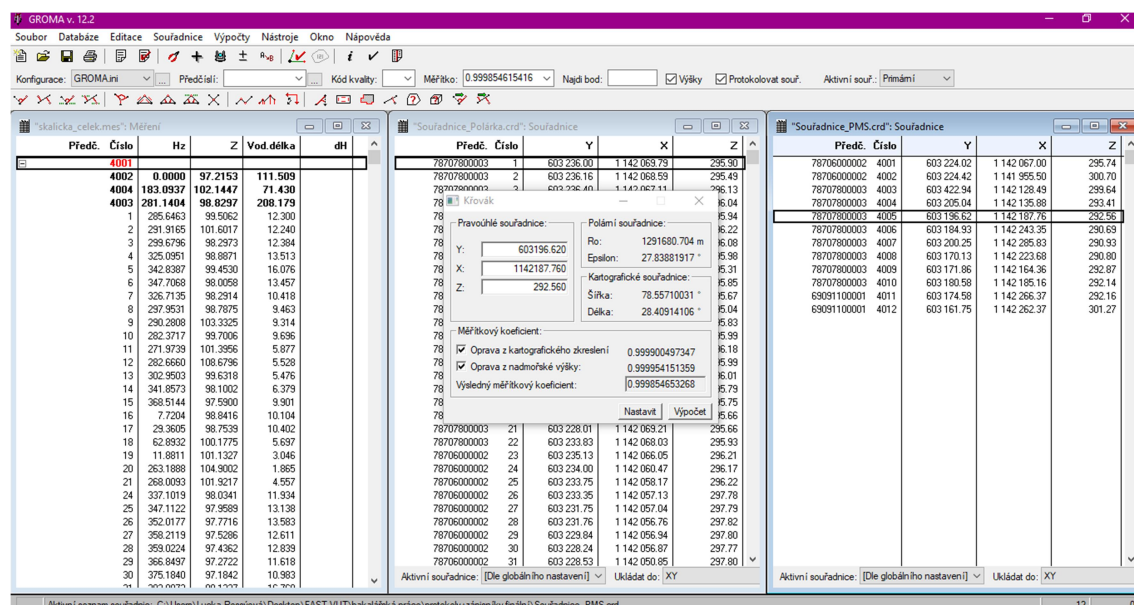 GROMA v. 12.2
Soubor Databáze Editace Souřadnice Výpočty Nástroje Okno Nápověda
Konfigurace: GROMA.ini ... Předčíslí: ... Kód kvality: Měřítko: 0.999854615416 Najdi bod: Výšky Protokolovat souř. Aktivní souř.: Primární
"skalicka_celek.mes": Měření
Předč. Číslo Hz Z Vod.délka dH
4001
4002 0.0000 97.2153 111.509
4004 183.0937 102.1447 71.430
4003 281.1404 98.8297 208.179
1 285.6463 99.5062 12.300
2 291.9165 101.6017 12.240
3 299.6796 98.2973 12.384
4 325.0951 98.8871 13.513
5 342.8387 99.4530 16.076
6 347.7068 98.0058 13.457
7 326.7135 98.2914 10.418
8 297.9531 98.7875 9.463
9 290.2808 103.3325 9.314
10 282.3717 99.7006 9.696
11 271.9739 101.3956 5.877
12 282.6660 108.6796 5.528
13 302.9503 99.6318 5.476
14 341.8573 98.1002 6.379
15 368.5144 97.5900 9.901
16 7.7204 98.8416 10.104
17 29.3605 98.7539 10.402
18 62.8932 100.1775 5.697
19 11.8811 101.1327 3.046
20 263.1888 104.9002 1.865
21 268.0093 101.9217 4.557
24 337.1019 98.0341 11.934
25 347.1122 97.9589 13.138
26 352.0177 97.7716 13.583
27 358.2119 97.5286 12.611
28 359.0224 97.4362 12.839
29 366.8497 97.2722 11.618
30 375.1840 97.1842 10.983
"Souřadnice_Polárka.crd": Souřadnice
Předč. Číslo Y X Z
78707800003 1 603 236.00 1 142 069.79 295.90
78707800003 2 603 236.16 1 142 068.59 295.49
78707800003 3 603 236.40 1 142 067.11 296.13
Křovák
Pravoúhlé souřadnice:
Y: 603196.620
X: 1142187.760
Z: 292.560
Polární souřadnice:
Ro: 1291680.704 m
Epsilon: 27.83881917 °
Kartografické souřadnice:
Šířka: 78.55710031 °
Délka: 28.40914106 °
Měřítkový koeficient:
Oprava z kartografického zkreslení 0.999900497347
Oprava z nadmořské výšky: 0.999954151359
Výsledný měřítkový koeficient: 0.999854653268
Nastavit Výpočet
78707800003 21 603 228.01 1 142 069.21 295.66
78707800003 22 603 233.83 1 142 068.03 295.93
78706000002 23 603 235.13 1 142 066.05 296.21
78706000002 24 603 234.00 1 142 060.47 296.17
78706000002 25 603 233.75 1 142 058.17 296.22
78706000002 26 603 233.35 1 142 057.13 297.78
78706000002 27 603 231.75 1 142 057.04 297.79
78706000002 28 603 231.76 1 142 056.76 297.82
78706000002 29 603 229.84 1 142 056.94 297.80
78706000002 30 603 228.24 1 142 056.87 297.77
78706000002 31 603 228.53 1 142 050.85 297.80
Aktivní souřadnice: [Dle globálního nastavení] Ukládat do: XY
"Souřadnice_PMS.crd": Souřadnice
Předč. Číslo Y X Z
78706000002 4001 603 224.02 1 142 067.00 295.74
78706000002 4002 603 224.42 1 141 955.50 300.70
78707800003 4003 603 422.94 1 142 128.49 299.64
78707800003 4004 603 205.04 1 142 135.88 293.41
78707800003 4005 603 196.62 1 142 187.76 292.56
78707800003 4006 603 184.93 1 142 243.35 290.69
78707800003 4007 603 200.25 1 142 285.83 290.93
78707800003 4008 603 170.13 1 142 223.68 290.80
78707800003 4009 603 171.86 1 142 164.36 292.87
78707800003 4010 603 180.58 1 142 185.16 292.14
69091100001 4011 603 174.58 1 142 266.37 292.16
69091100001 4012 603 161.75 1 142 262.37 301.27
Aktivní souřadnice: [Dle globálního nastavení] Ukládat do: XY